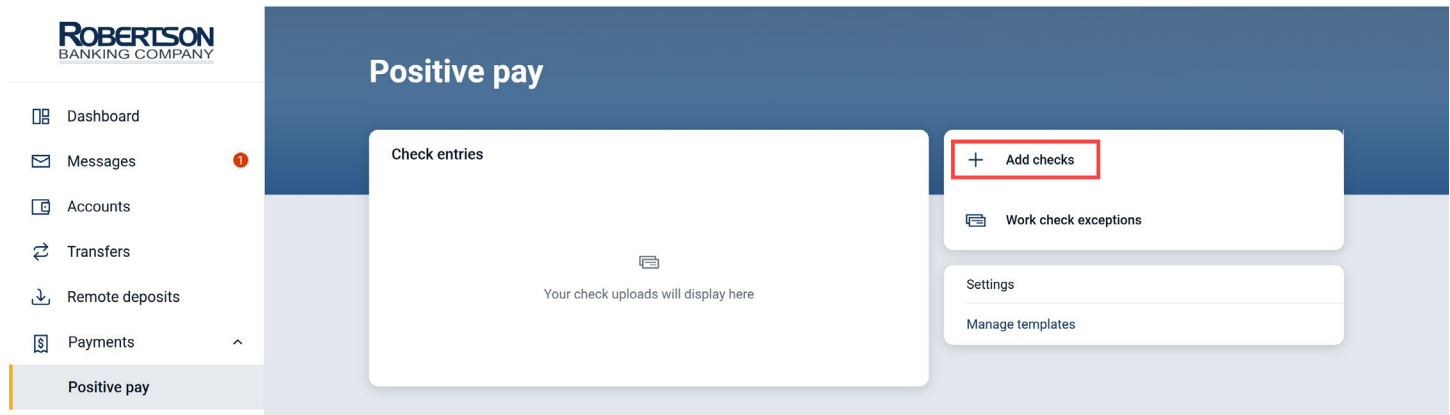 ROBERTSON
BANKING COMPANY
Dashboard
Messages
1
Accounts
Transfers
Remote deposits
Payments
Positive pay
Positive pay
Check entries
Your check uploads will display here
Add checks
Work check exceptions
Settings
Manage templates